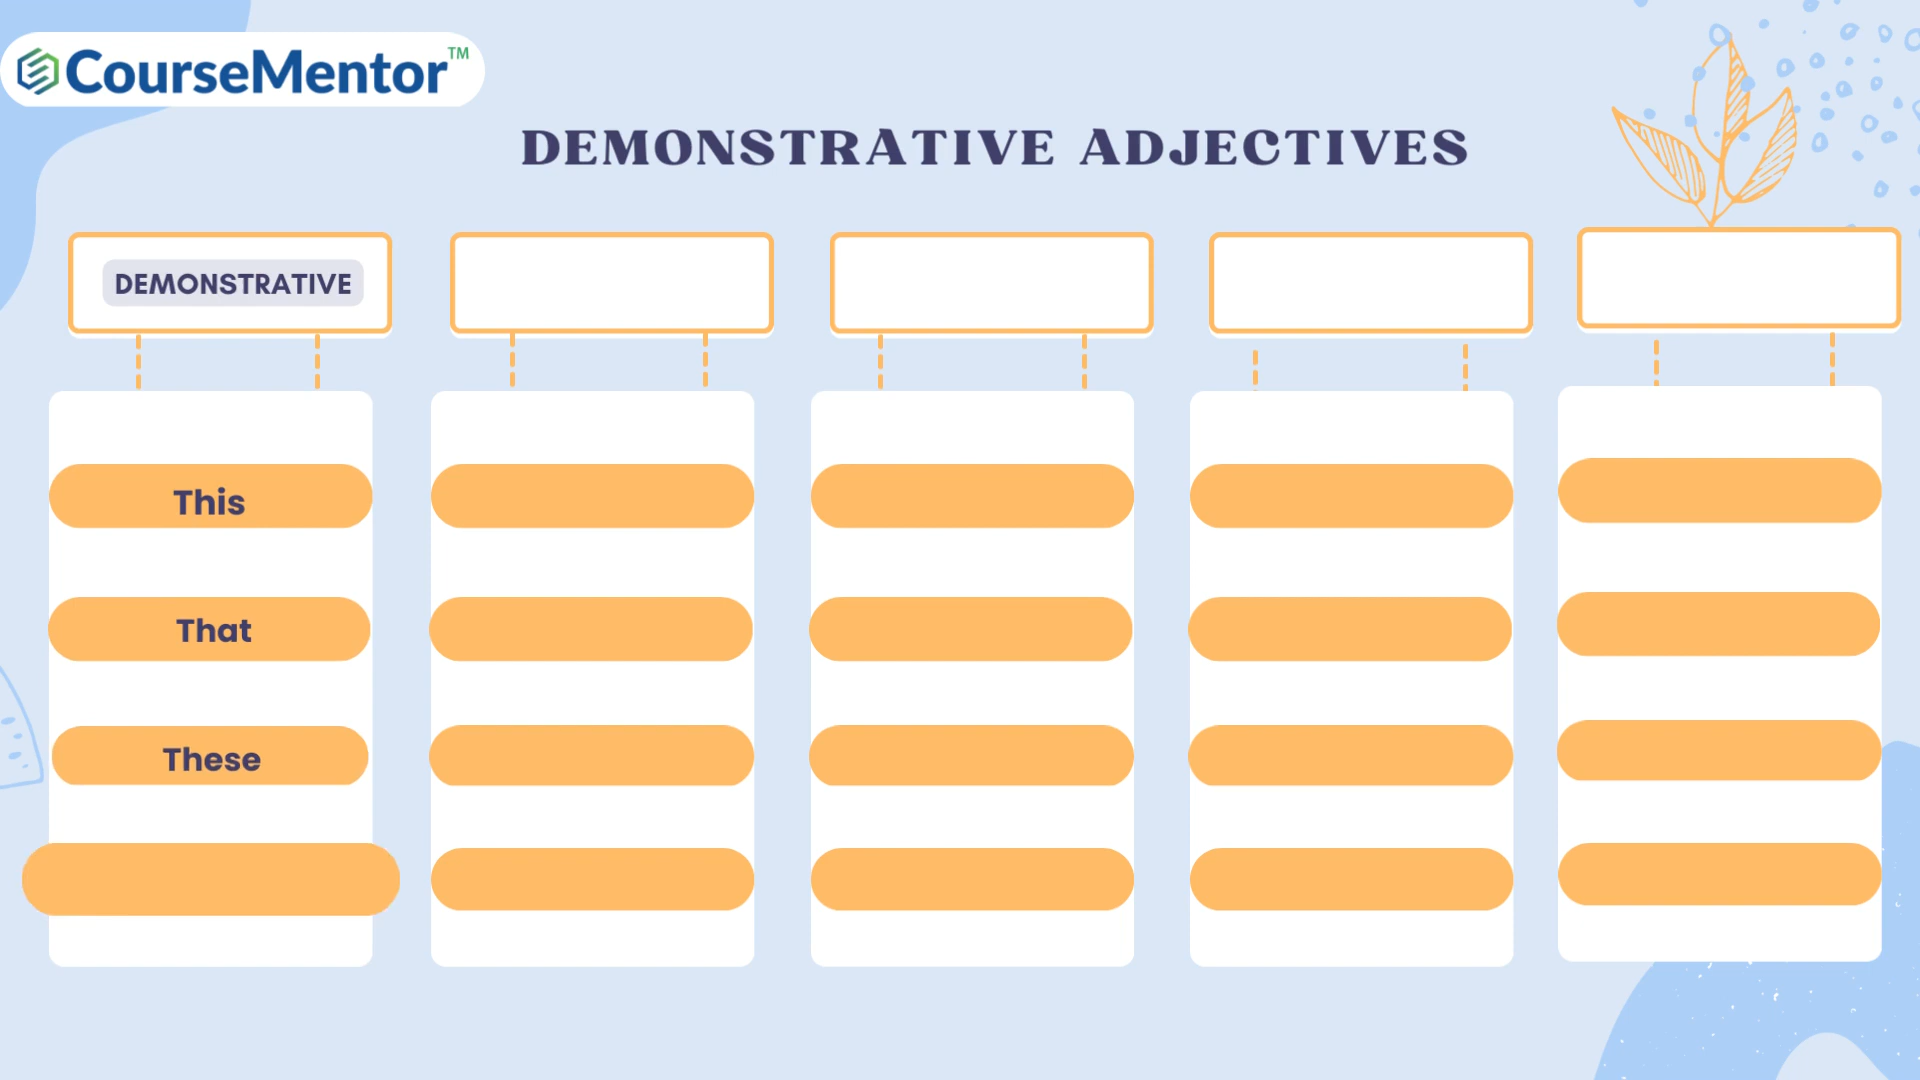 CourseMentor™
DEMONSTRATIVE ADJECTIVES
DEMONSTRATIVE
This
That
These